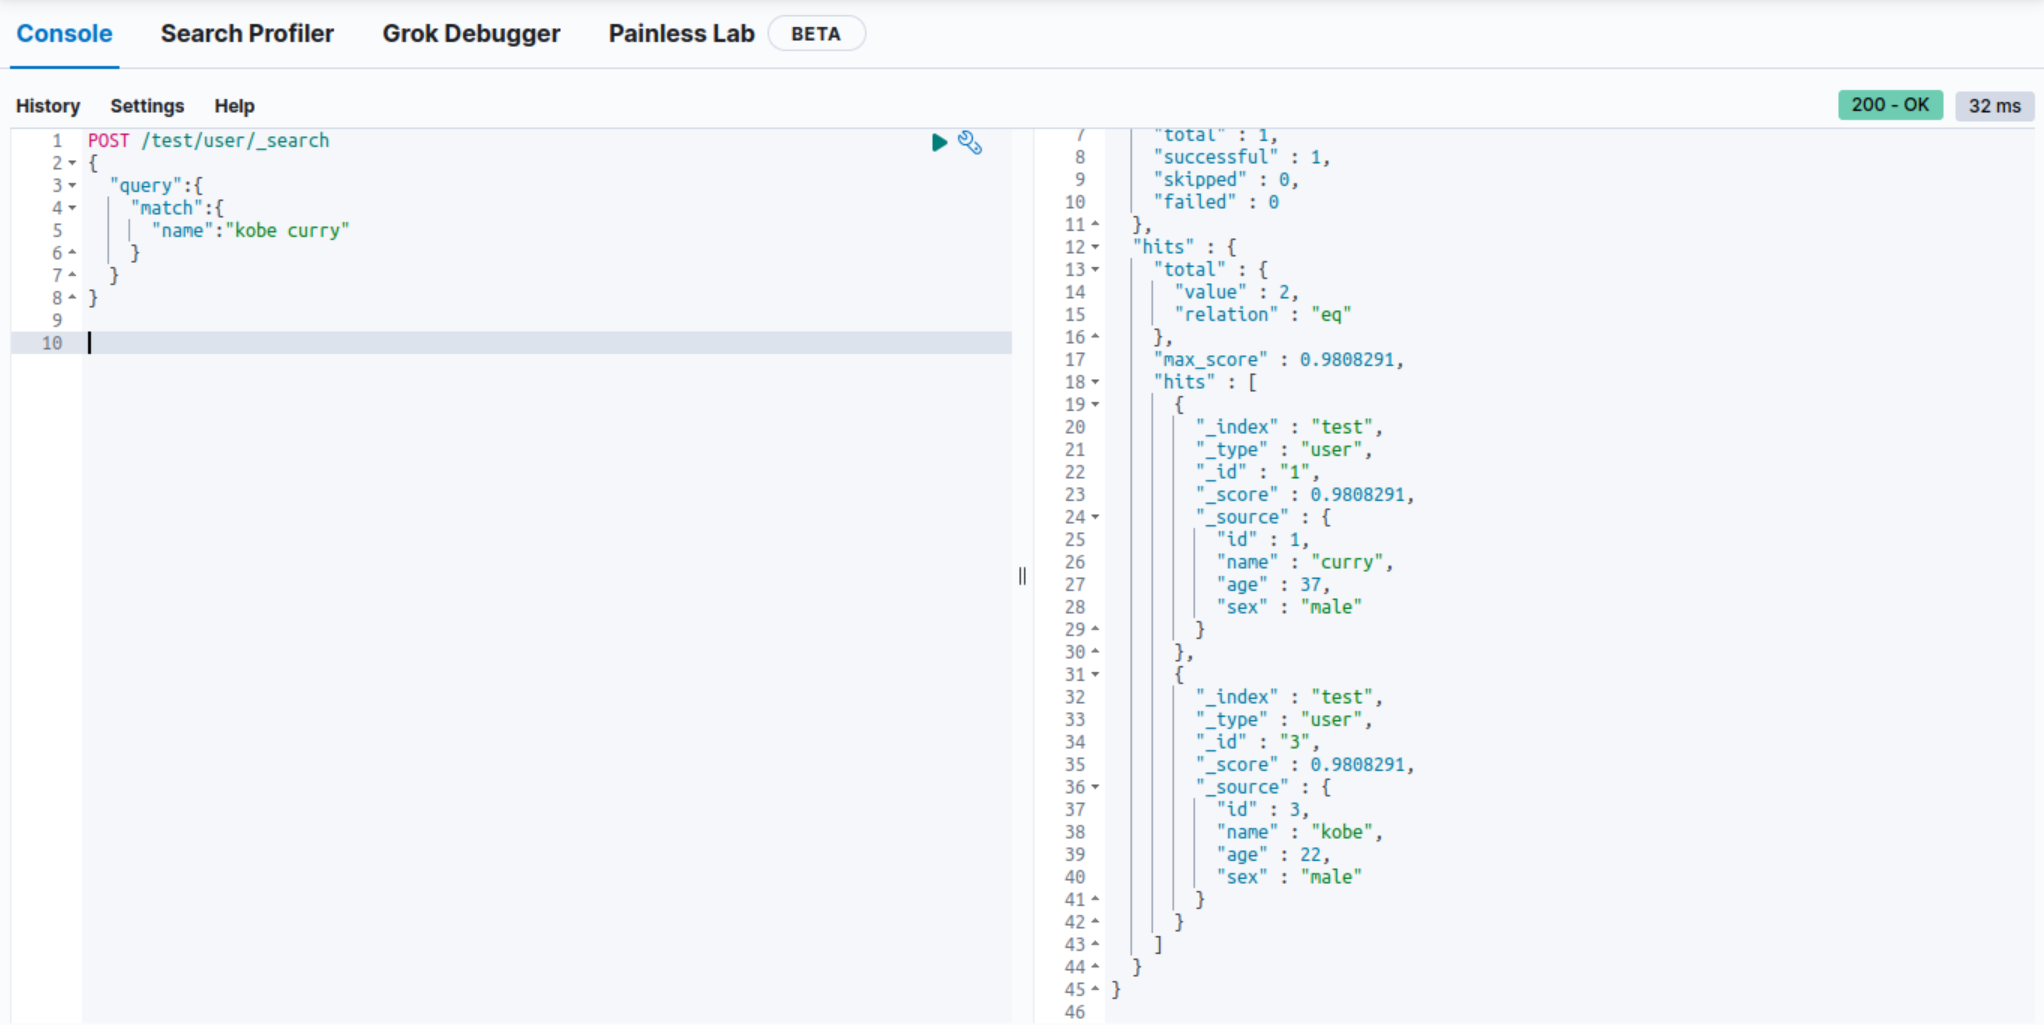 Console Search Profiler Grok Debugger Painless Lab BETA
History Settings Help 200 - OK 32 ms
1 POST /test/user/_search
2 {
3 "query":{
4 "match":{
5 "name":"kobe curry"
6 }
7 }
8 }
9
10
7 "total" : 1,
8 "successful" : 1,
9 "skipped" : 0,
10 "failed" : 0
11 },
12 "hits" : {
13 "total" : {
14 "value" : 2,
15 "relation" : "eq"
16 },
17 "max_score" : 0.9808291,
18 "hits" : [
19 {
20 "_index" : "test",
21 "_type" : "user",
22 "_id" : "1",
23 "_score" : 0.9808291,
24 "_source" : {
25 "id" : 1,
26 "name" : "curry",
27 "age" : 37,
28 "sex" : "male"
29 }
30 },
31 {
32 "_index" : "test",
33 "_type" : "user",
34 "_id" : "3",
35 "_score" : 0.9808291,
36 "_source" : {
37 "id" : 3,
38 "name" : "kobe",
39 "age" : 22,
40 "sex" : "male"
41 }
42 }
43 ]
44 }
45 }
46